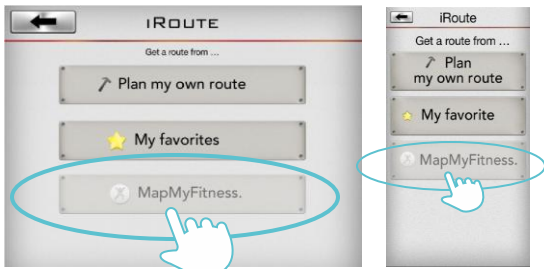 iRoute
Get a route from ...
Plan my own route
My favorites
MapMyFitness.
iRoute
Get a route from ...
Plan
my own route
My favorite
MapMyFitness.